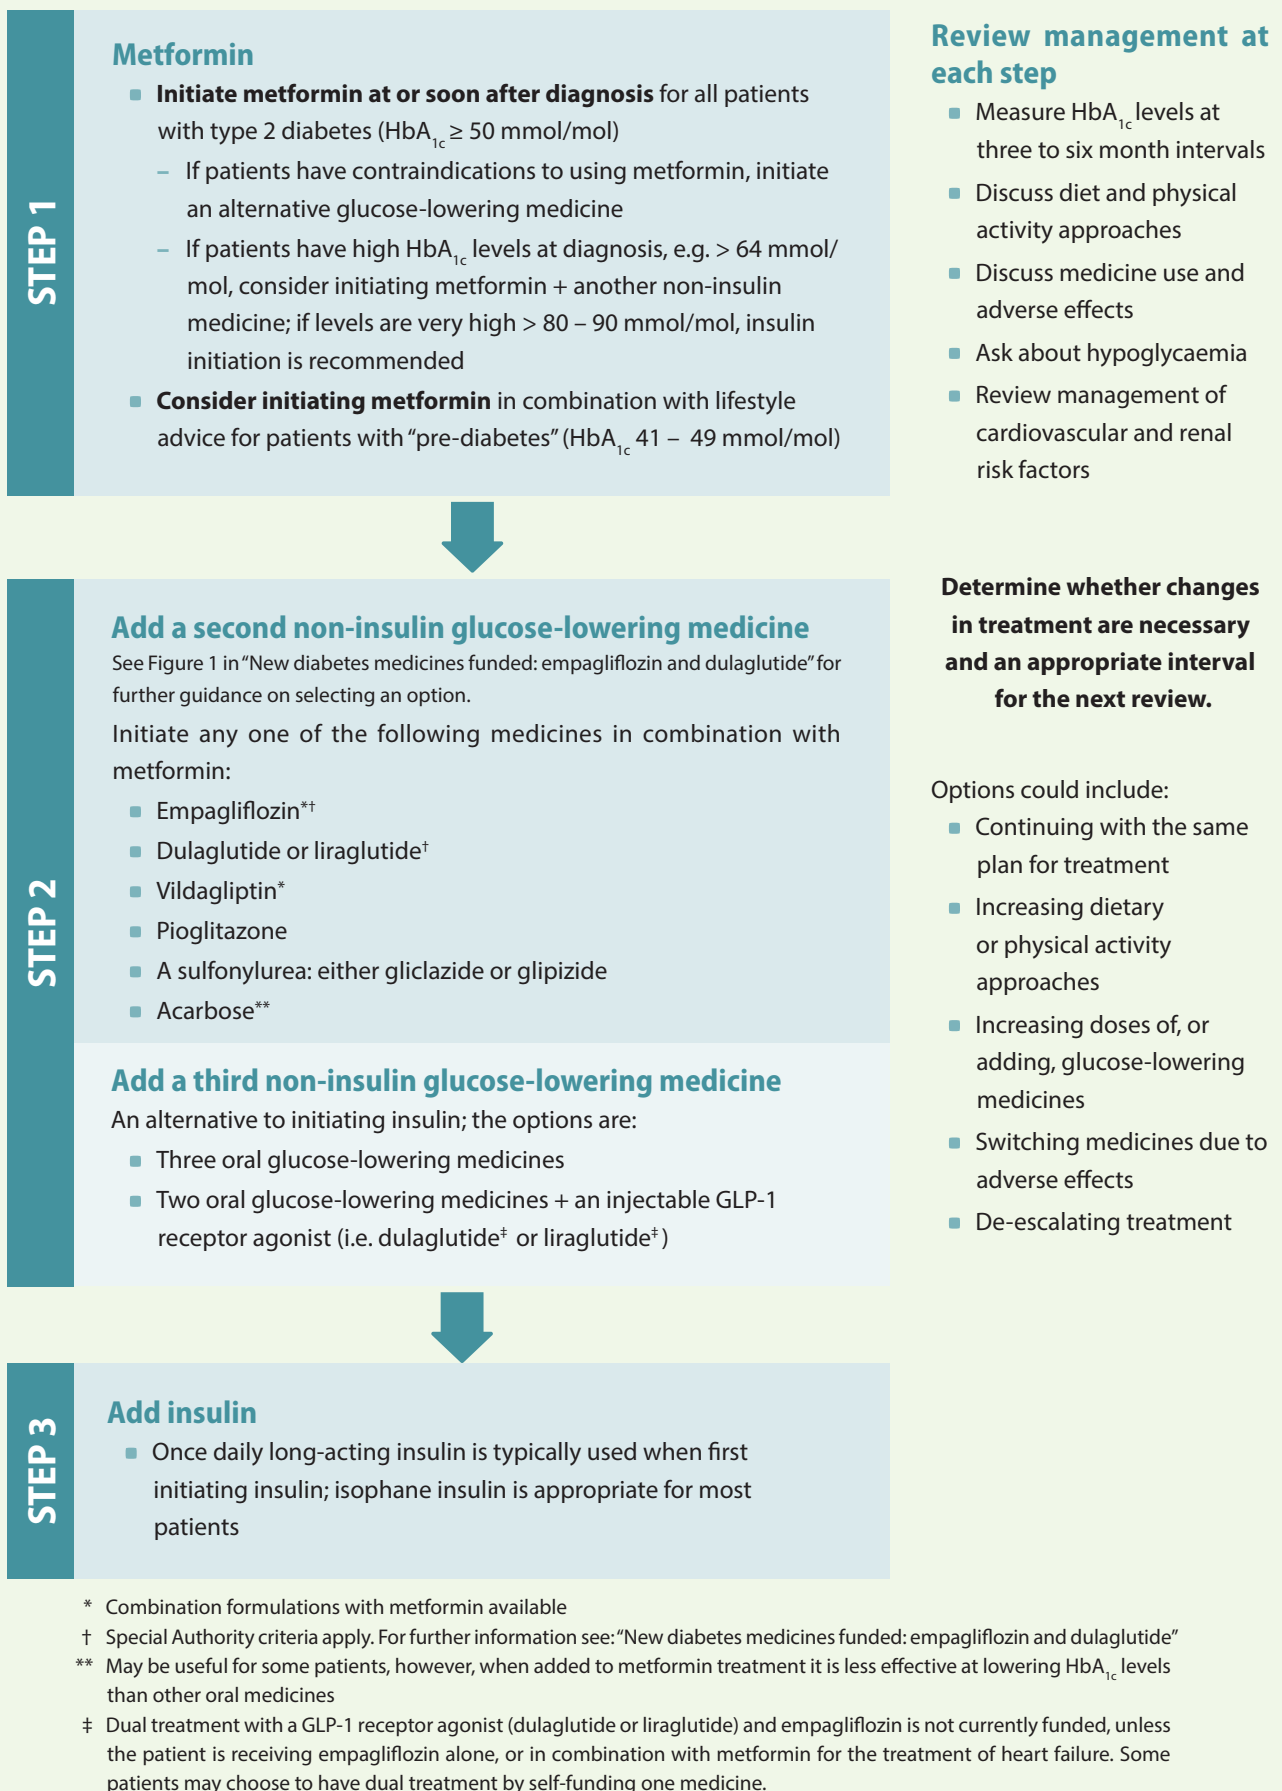 STEP 1
Metformin
Initiate metformin at or soon after diagnosis for all patients
with type 2 diabetes (HbA1c ≥ 50 mmol/mol)
– If patients have contraindications to using metformin, initiate
an alternative glucose-lowering medicine
– If patients have high HbA1c levels at diagnosis, e.g. > 64 mmol/
mol, consider initiating metformin + another non-insulin
medicine; if levels are very high > 80 – 90 mmol/mol, insulin
initiation is recommended
Consider initiating metformin in combination with lifestyle
advice for patients with “pre-diabetes” (HbA1c 41 – 49 mmol/mol)
Review management at
each step
Measure HbA1c levels at
three to six month intervals
Discuss diet and physical
activity approaches
Discuss medicine use and
adverse effects
Ask about hypoglycaemia
Review management of
cardiovascular and renal
risk factors
STEP 2
Add a second non-insulin glucose-lowering medicine
See Figure 1 in “New diabetes medicines funded: empagliflozin and dulaglutide” for
further guidance on selecting an option.
Initiate any one of the following medicines in combination with
metformin:
Empagliflozin*†
Dulaglutide or liraglutide†
Vildagliptin*
Pioglitazone
A sulfonylurea: either gliclazide or glipizide
Acarbose**
Add a third non-insulin glucose-lowering medicine
An alternative to initiating insulin; the options are:
Three oral glucose-lowering medicines
Two oral glucose-lowering medicines + an injectable GLP-1
receptor agonist (i.e. dulaglutide‡ or liraglutide‡)
Determine whether changes
in treatment are necessary
and an appropriate interval
for the next review.
Options could include:
Continuing with the same
plan for treatment
Increasing dietary
or physical activity
approaches
Increasing doses of, or
adding, glucose-lowering
medicines
Switching medicines due to
adverse effects
De-escalating treatment
STEP 3
Add insulin
Once daily long-acting insulin is typically used when first
initiating insulin; isophane insulin is appropriate for most
patients
* Combination formulations with metformin available
† Special Authority criteria apply. For further information see: “New diabetes medicines funded: empagliflozin and dulaglutide”
** May be useful for some patients, however, when added to metformin treatment it is less effective at lowering HbA1c levels
than other oral medicines
‡ Dual treatment with a GLP-1 receptor agonist (dulaglutide or liraglutide) and empagliflozin is not currently funded, unless
the patient is receiving empagliflozin alone, or in combination with metformin for the treatment of heart failure. Some
patients may choose to have dual treatment by self-funding one medicine.